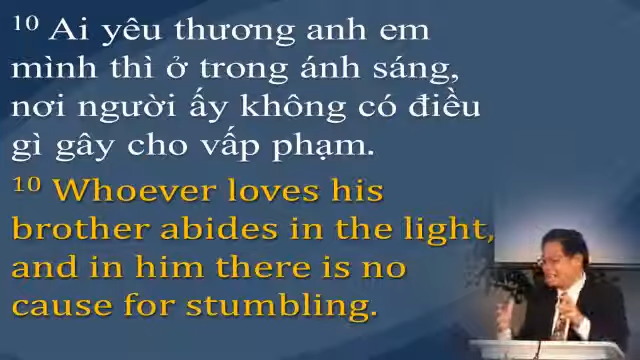 10 Ai yêu thương anh em
mình thì ở trong ánh sáng,
nơi người ấy không có điều
gì gây cho vấp phạm.
10 Whoever loves his
brother abides in the light,
and in him there is no
cause for stumbling.